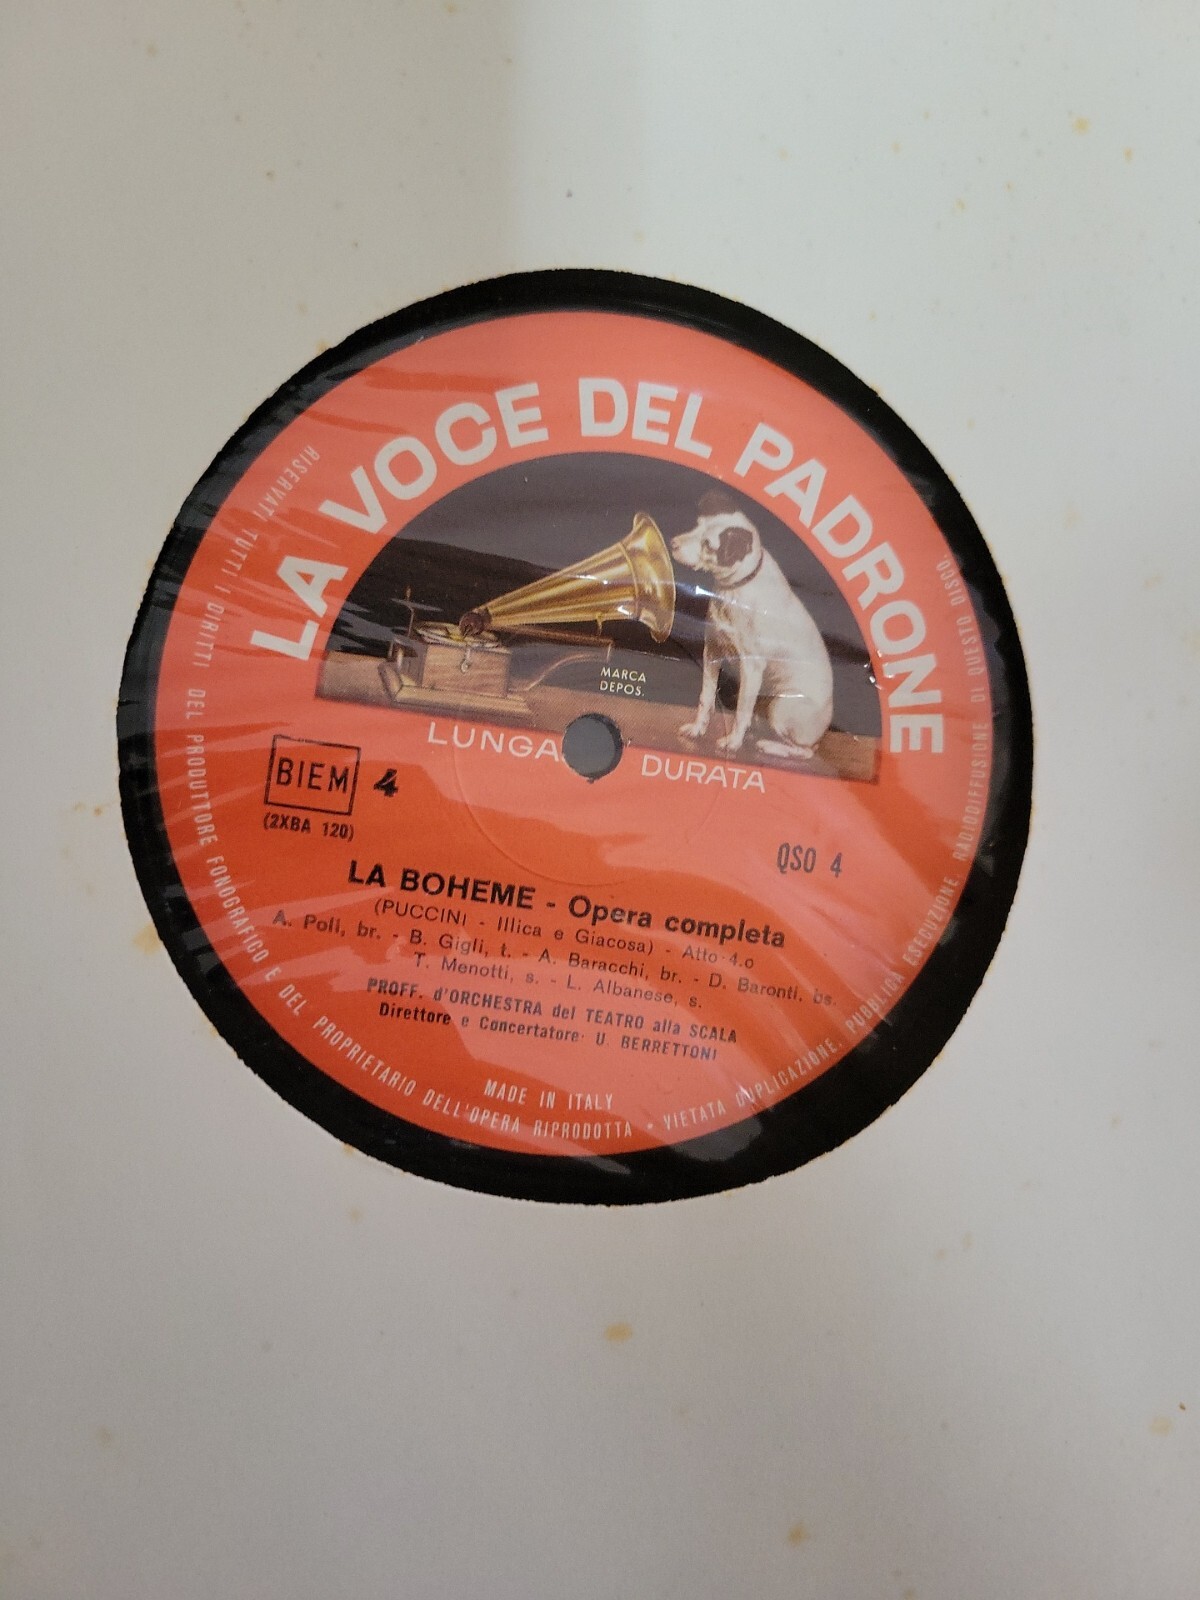 LA VOCE DEL PADRONE
MARCA
DEPOS.
LUNGA DURATA
BIEM 4
(2XBA 120)
QSO 4
LA BOHEME - Opera completa
(PUCCINI - Illica e Giacosa) - Atto 4.o
A. Poli, br. - B. Gigli, t. - A. Baracchi, br. - D. Baronti, bs.
T. Menotti, s. - L. Albanese, s.
PROFF. d'ORCHESTRA del TEATRO alla SCALA
Direttore e Concertatore: U. BERRETTONI
MADE IN ITALY
RISERVATI TUTTI I DIRITTI DEL PRODUTTORE FONOGRAFICO E DEL PROPRIETARIO DELL'OPERA RIPRODOTTA • VIETATA DUPLICAZIONE, PUBBLICA ESECUZIONE, RADIODIFFUSIONE DI QUESTO DISCO.